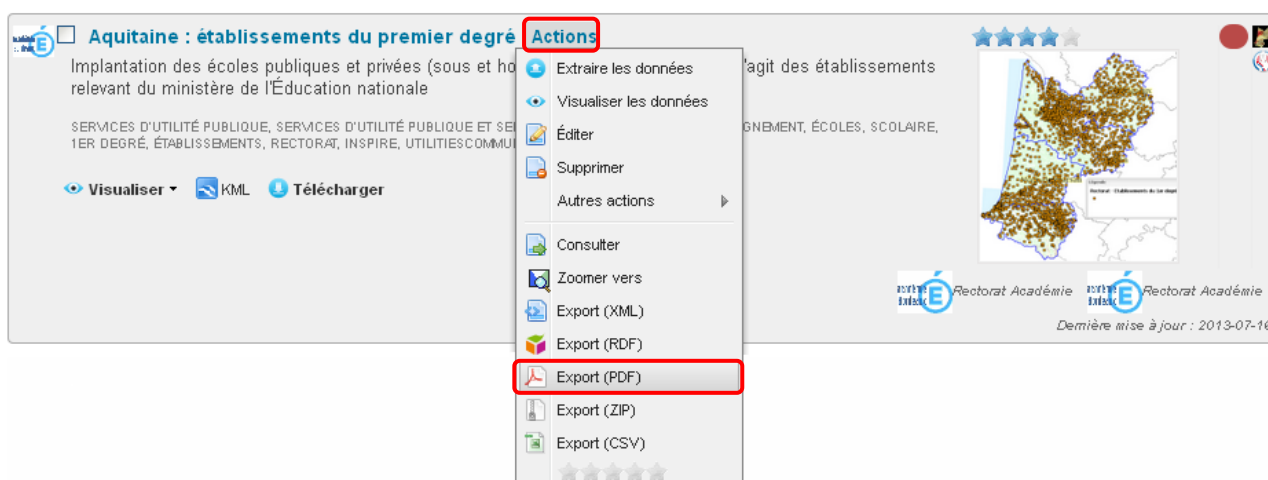 Aquitaine : établissements du premier degré Actions
Implantation des écoles publiques et privées (sous et ho
'agit des établissements
relevant du ministère de l'Éducation nationale
SERVICES D'UTILITÉ PUBLIQUE, SERVICES D'UTILITÉ PUBLIQUE ET SE
GNEMENT, ÉCOLES, SCOLAIRE,
1ER DEGRÉ, ÉTABLISSEMENTS, RECTORAT, INSPIRE, UTILITIESCOMMU
Visualiser
KML
Télécharger
Extraire les données
Visualiser les données
Éditer
Supprimer
Autres actions
Consulter
Zoomer vers
Export (XML)
Export (RDF)
Export (PDF)
Export (ZIP)
Export (CSV)
Rectorat Académie
Rectorat Académie
Dernière mise à jour : 2013-07-16